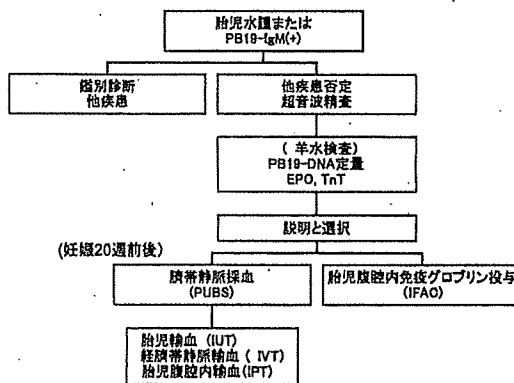 胎児水腫または
PB19-IgM(+)
鑑別診断
他疾患
他疾患否定
超音波精査
(羊水検査)
PB19-DNA定量
EPO, TnT
説明と選択
(妊娠20週前後)
臍帯静脈採血
(PUBS)
胎児腹腔内免疫グロブリン投与
(IFAC)
胎児輸血 (IUT)
経臍帯静脈輸血 ( IVT)
胎児腹腔内輸血(IPT)